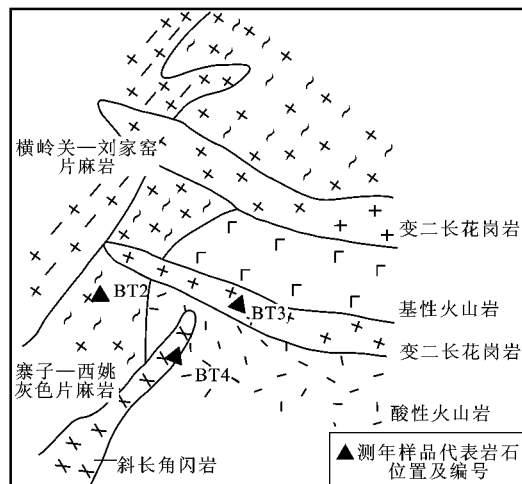 横岭关—刘家窑
片麻岩
变二长花岗岩
BT2
BT3
基性火山岩
变二长花岗岩
BT4
寨子—西姚
灰色片麻岩
酸性火山岩
斜长角闪岩
▲测年样品代表岩石
位置及编号